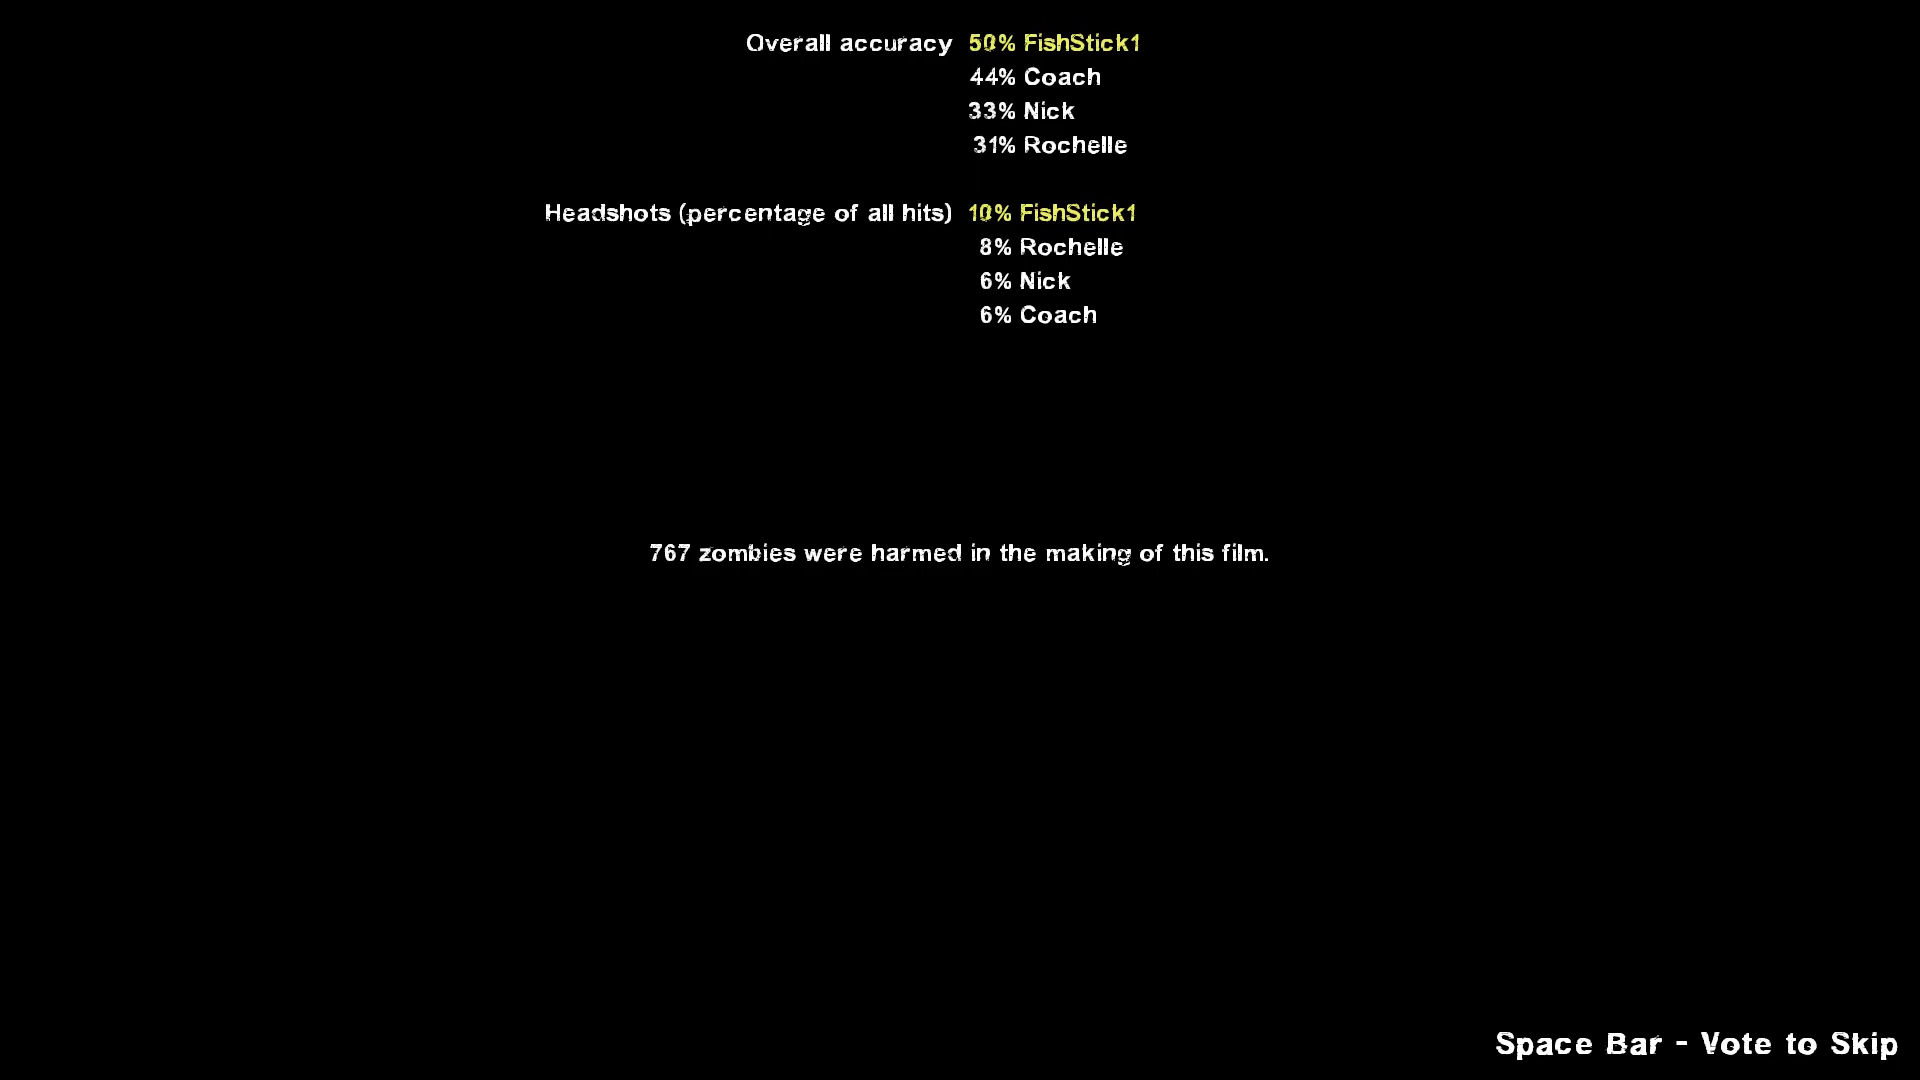 Overall accuracy 50% FishStick1
44% Coach
33% Nick
31% Rochelle
Headshots (percentage of all hits) 10% FishStick1
8% Rochelle
6% Nick
6% Coach
767 zombies were harmed in the making of this film.
Space Bar - Vote to Skip